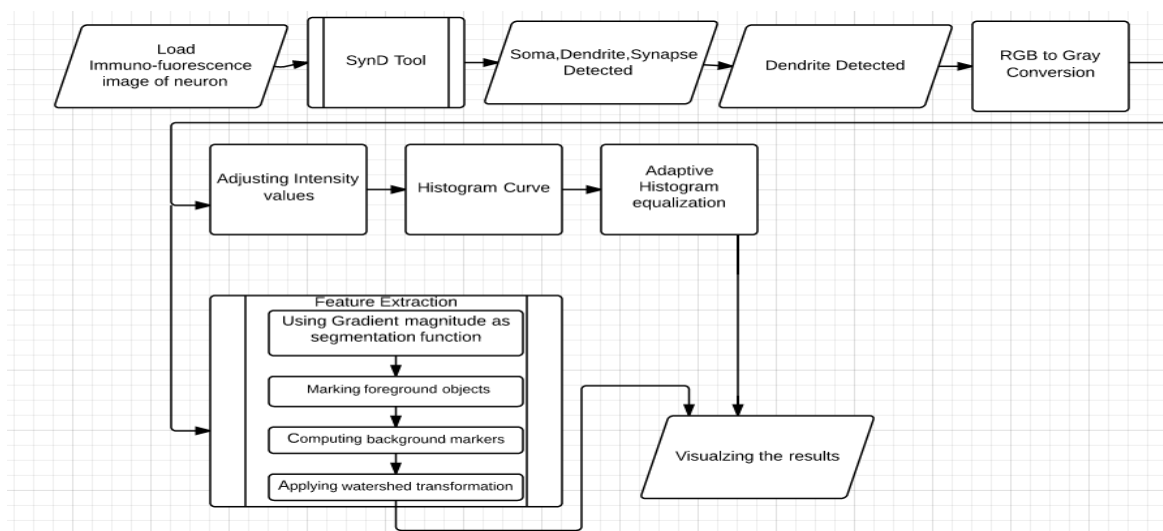 Load
Immuno-fuorescence
image of neuron
SynD Tool
Soma,Dendrite,Synapse
Detected
Dendrite Detected
RGB to Gray
Conversion
Adjusting Intensity
values
Histogram Curve
Adaptive
Histogram
equalization
Feature Extraction
Using Gradient magnitude as
segmentation function
Marking foreground objects
Computing background markers
Applying watershed transformation
Visualzing the results